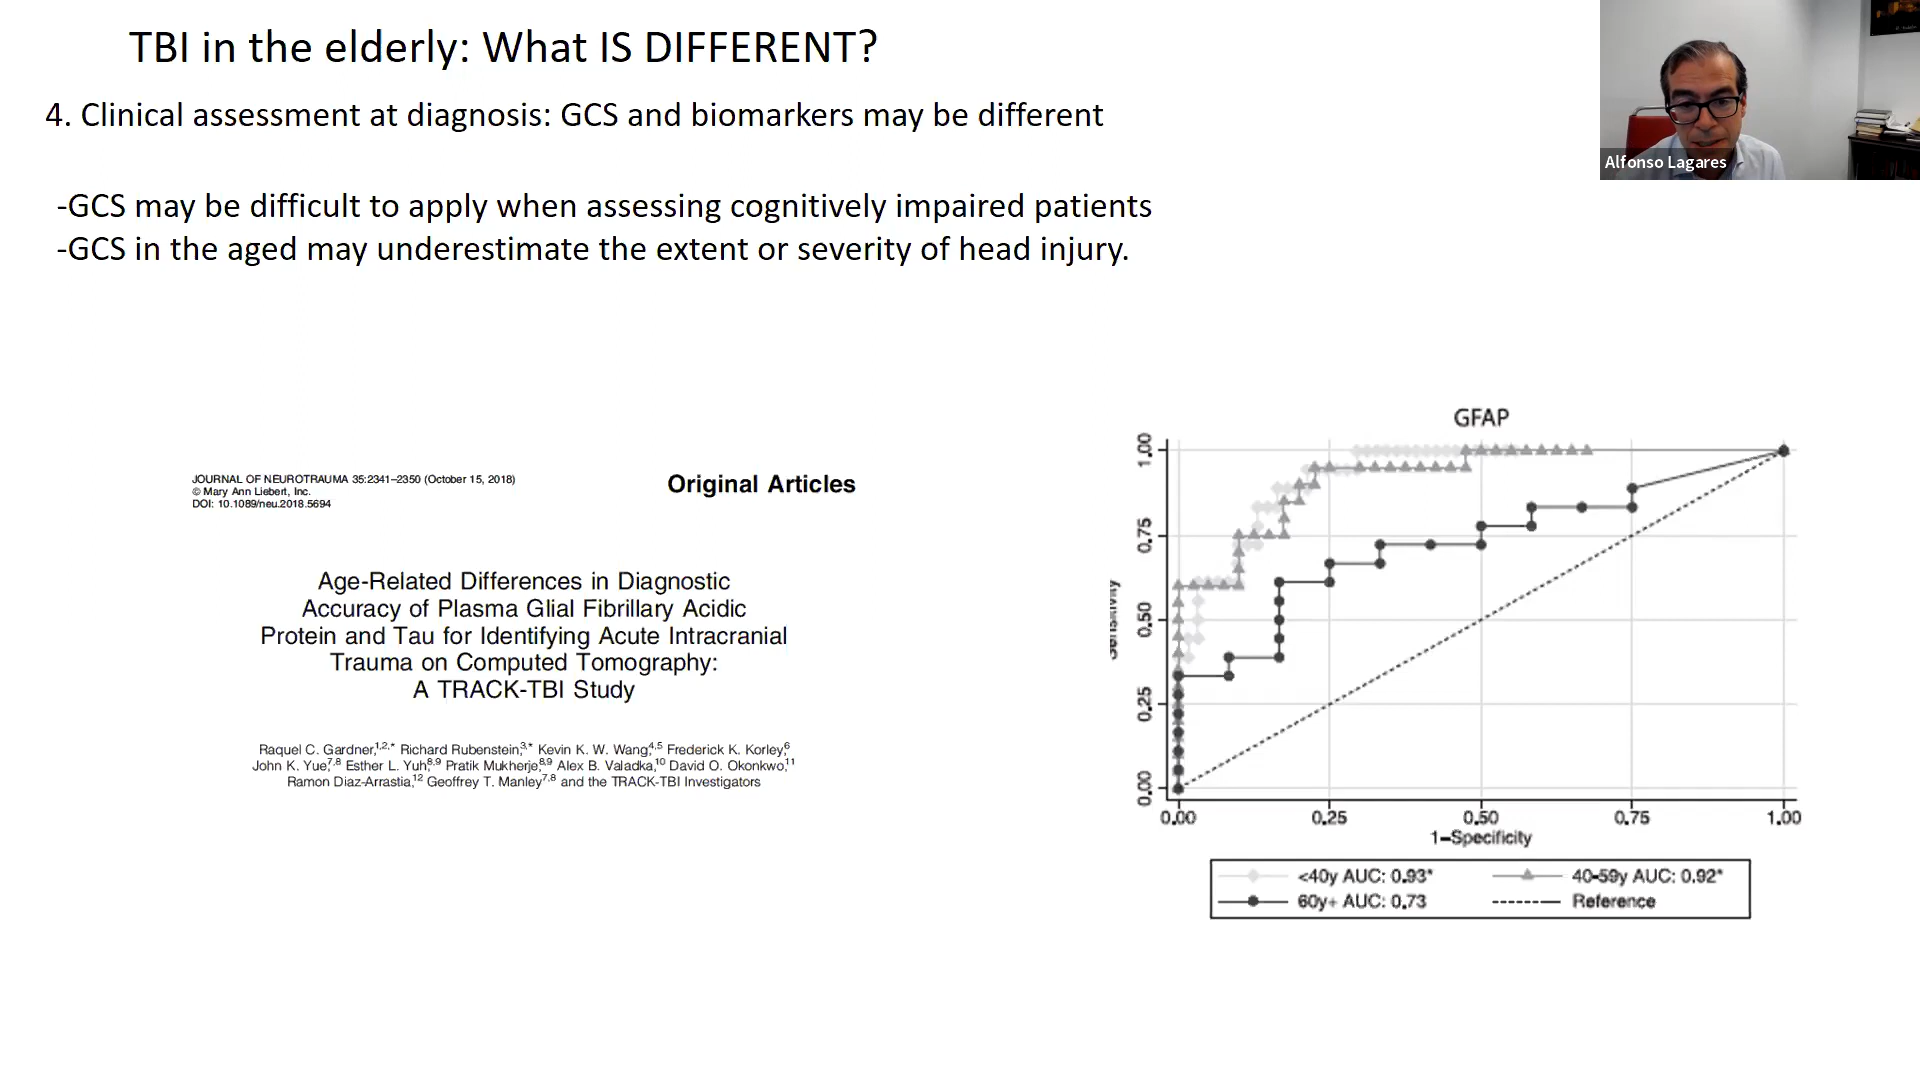 TBI in the elderly: What IS DIFFERENT?
4. Clinical assessment at diagnosis: GCS and biomarkers may be different
-GCS may be difficult to apply when assessing cognitively impaired patients
-GCS in the aged may underestimate the extent or severity of head injury.
Alfonso Lagares
JOURNAL OF NEUROTRAUMA 35:2341–2350 (October 15, 2018)
© Mary Ann Liebert, Inc.
DOI: 10.1089/neu.2018.5694
Original Articles
Age-Related Differences in Diagnostic
Accuracy of Plasma Glial Fibrillary Acidic
Protein and Tau for Identifying Acute Intracranial
Trauma on Computed Tomography:
A TRACK-TBI Study
Raquel C. Gardner,1,2,* Richard Rubenstein,3,* Kevin K. W. Wang,4,5 Frederick K. Korley,6
John K. Yue,7,8 Esther L. Yuh,8,9 Pratik Mukherje,8,9 Alex B. Valadka,10 David O. Okonkwo,11
Ramon Diaz-Arrastia,12 Geoffrey T. Manley7,8 and the TRACK-TBI Investigators
GFAP
Sensitivity
1.00
0.75
0.50
0.25
0.00
0.00 0.25 0.50 0.75 1.00
1-Specificity
<40y AUC: 0.93* 40-59y AUC: 0.92*
60y+ AUC: 0.73 Reference